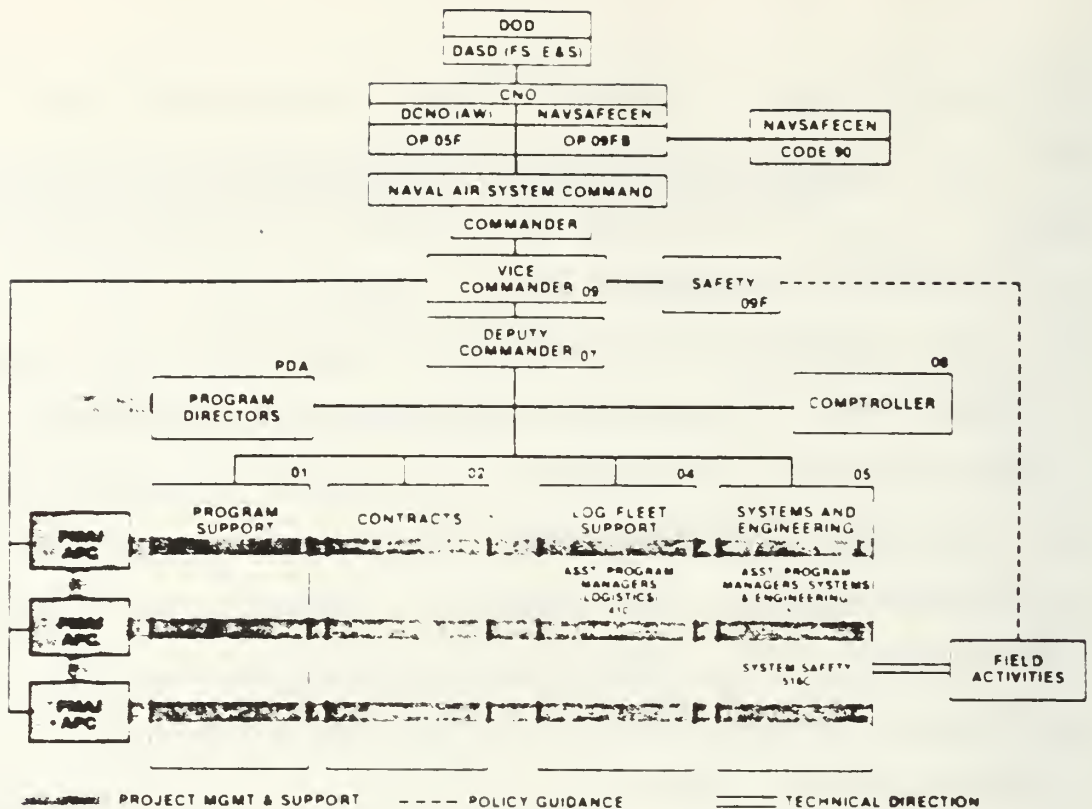 DOD
DASD (FS. E & S)
CNO
DCNO (AW) NAVSAFECEN
OP 05F OP 09FB
NAVSAFECEN
CODE 90
NAVAL AIR SYSTEM COMMAND
COMMANDER
VICE
COMMANDER 09
SAFETY
09F
DEPUTY
COMMANDER 07
PDA
PROGRAM
DIRECTORS
08
COMPTROLLER
01
02
04
05
PROGRAM
SUPPORT
CONTRACTS
LOG FLEET
SUPPORT
SYSTEMS AND
ENGINEERING
PMA/
APC
ASST. PROGRAM
MANAGERS
LOGISTICS)
41C
ASST. PROGRAM
MANAGERS SYSTEMS
& ENGINEERING
PMA/
APC
SYSTEM SAFETY
516C
FIELD
ACTIVITIES
PMA/
APC
PROJECT MGMT & SUPPORT
POLICY GUIDANCE
TECHNICAL DIRECTION